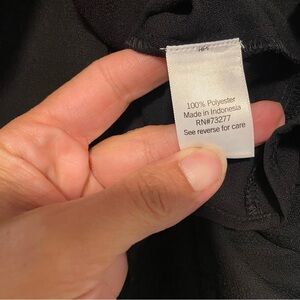 100% Polyester
Made in Indonesia
RN#73277
See reverse for care